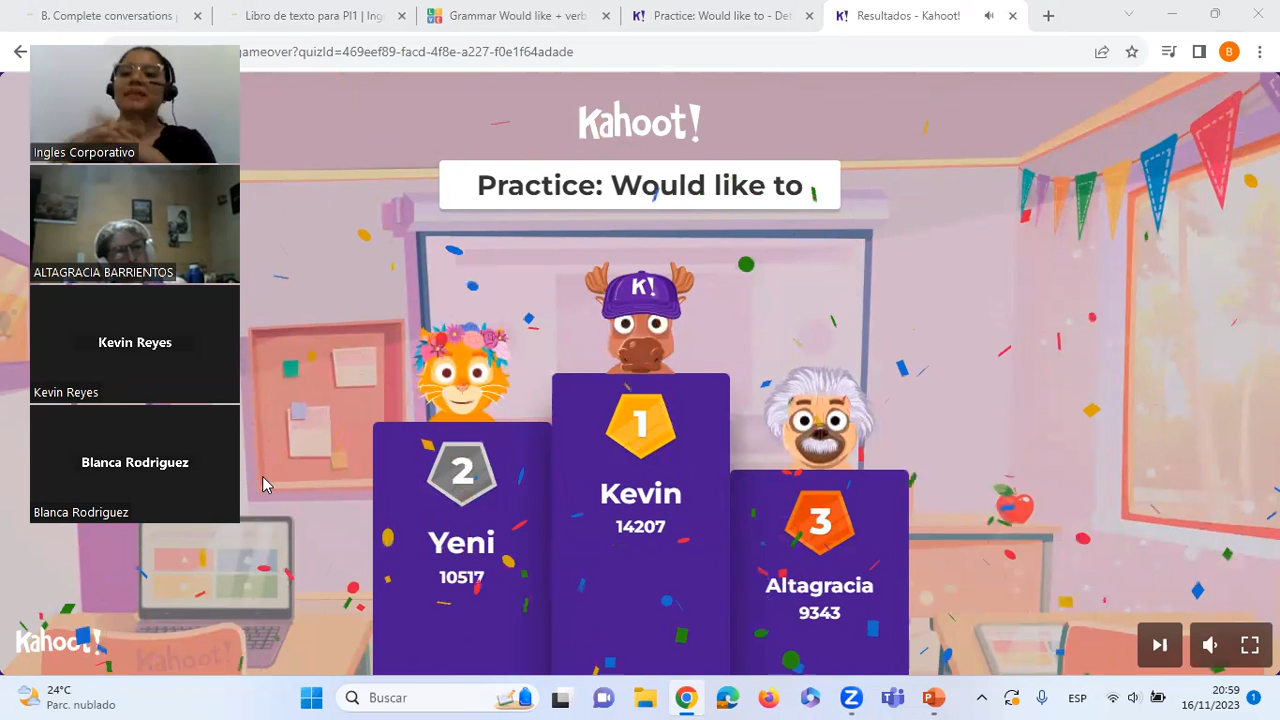 B. Complete conversations
Libro de texto para PI1 | Ing
Grammar Would like + verb
Practice: Would like to - Det
Resultados - Kahoot!
gameover?quizId=469eef89-facd-4f8e-a227-f0e1f64adade
B
Ingles Corporativo
ALTAGRACIA BARRIENTOS
Kevin Reyes
Kevin Reyes
Blanca Rodriguez
Blanca Rodriguez
Kahoot!
Practice: Would like to
K!
1
Kevin
14207
2
Yeni
10517
3
Altagracia
9343
Kahoot!
Kahoot!
24°C
Parc. nublado
Buscar
ESP
20:59
16/11/2023
1